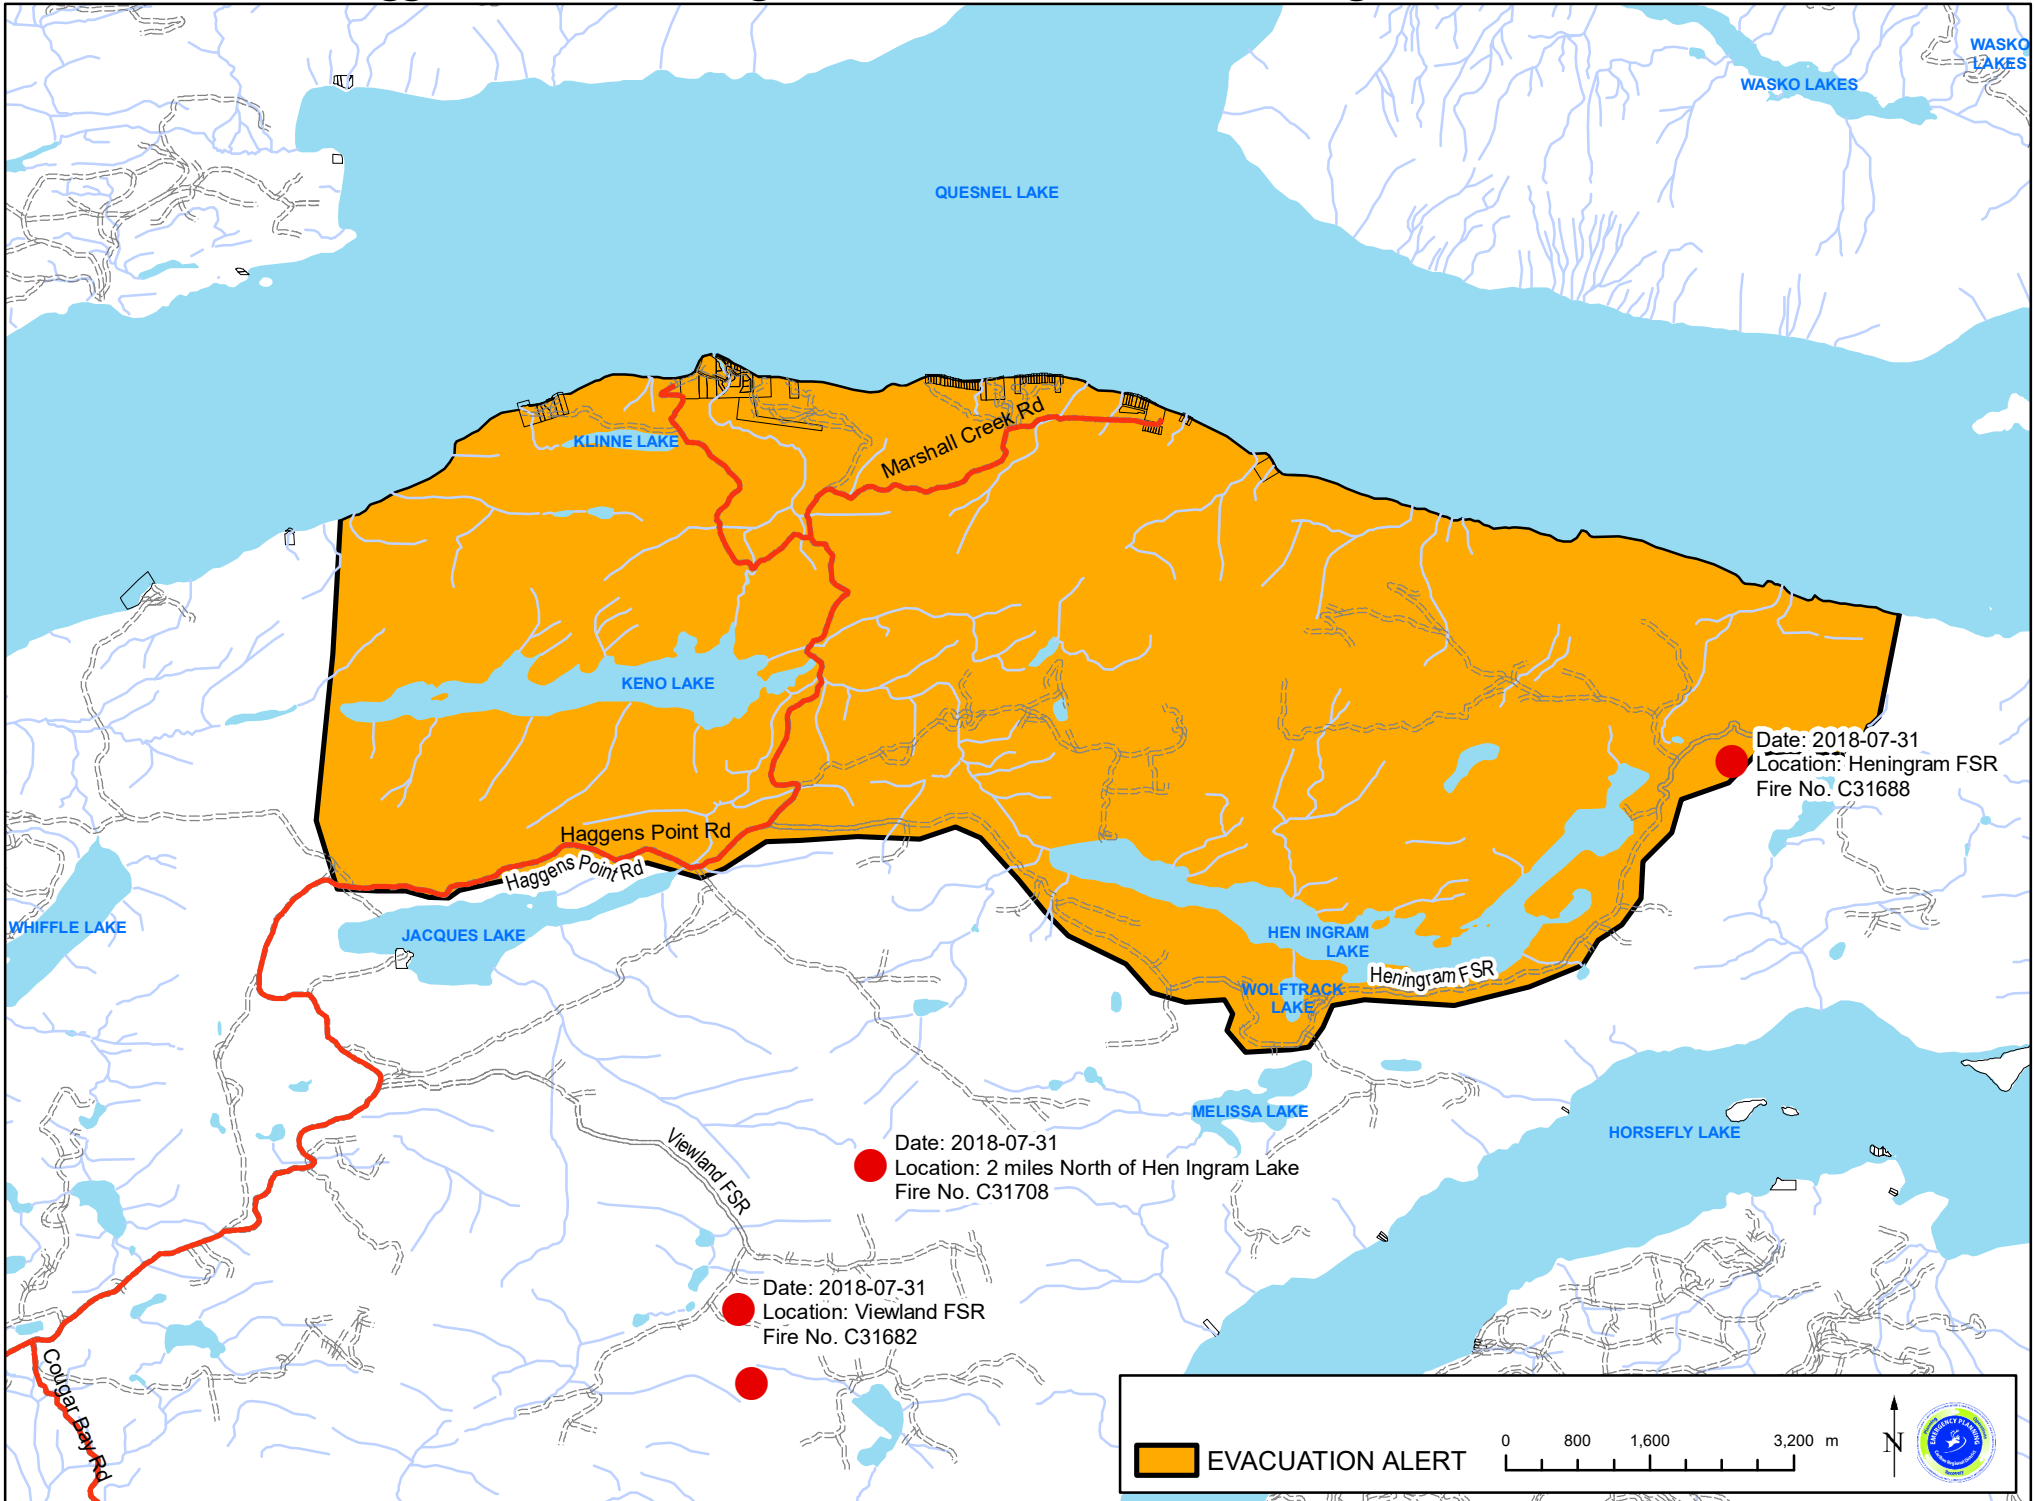 WASKO
LAKES
WASKO LAKES
QUESNEL LAKE
KLINNE LAKE
Marshall Creek Rd
KENO LAKE
Date: 2018-07-31
Location: Heningram FSR
Fire No. C31688
Haggens Point Rd
Haggens Point Rd
WHIFFLE LAKE
JACQUES LAKE
HEN INGRAM
LAKE
Heningram FSR
WOLFTRACK
LAKE
MELISSA LAKE
HORSEFLY LAKE
Viewland FSR
Date: 2018-07-31
Location: 2 miles North of Hen Ingram Lake
Fire No. C31708
Date: 2018-07-31
Location: Viewland FSR
Fire No. C31682
Cougar Bay Rd
EVACUATION ALERT
0 800 1,600 3,200 m
N
EMERGENCY PLANNING
Recovery